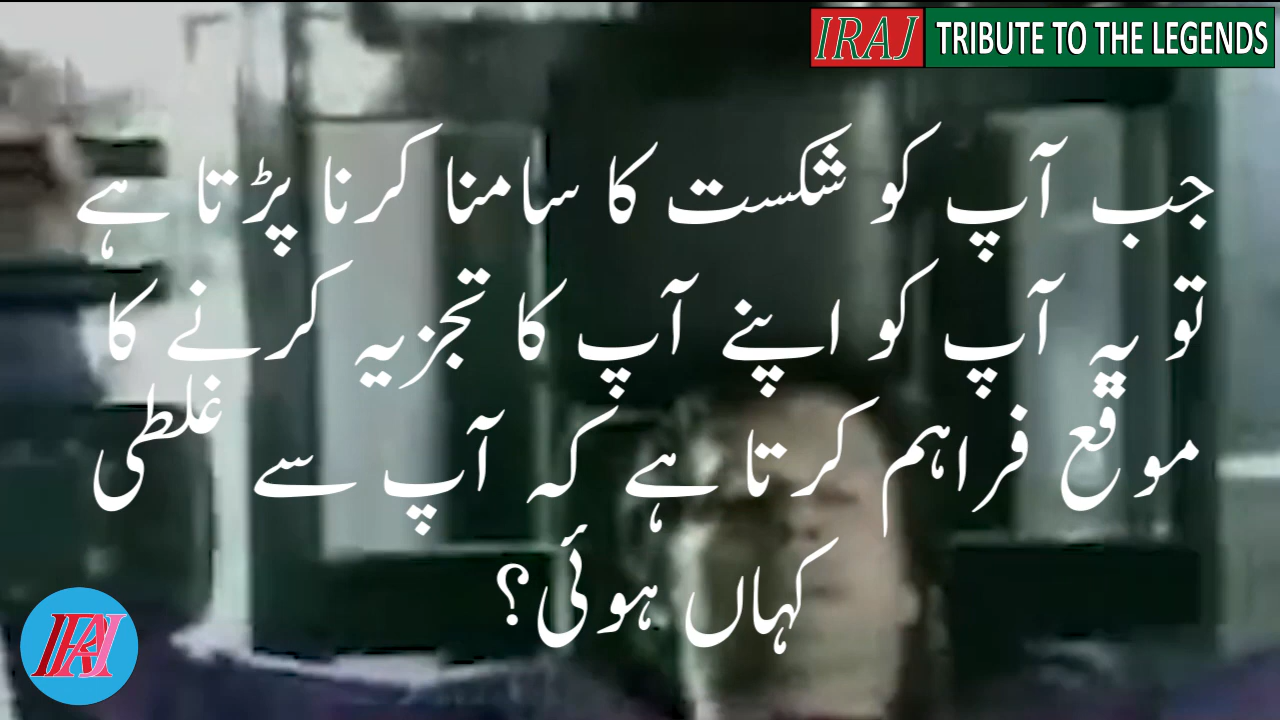 IRAJ TRIBUTE TO THE LEGENDS
جب آپ کو شکست کا سامنا کرنا پڑتا ہے
تو یہ آپ کو اپنے آپ کا تجزیہ کرنے کا
موقع فراہم کرتا ہے کہ آپ سے غلطی
کہاں ہوئی؟
IRAJ